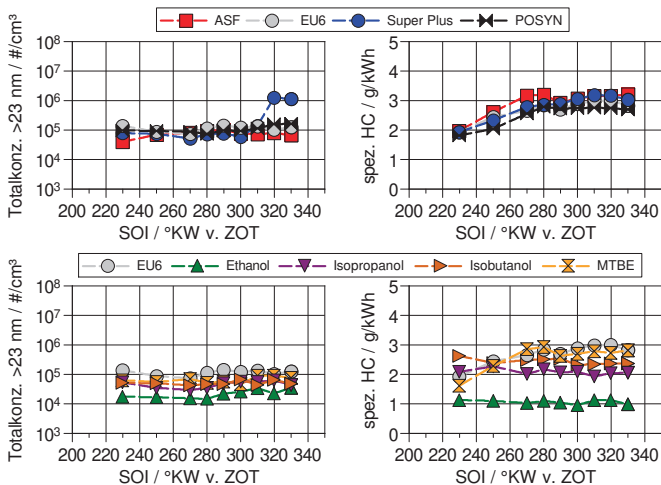 ASF EU6 Super Plus POSYN
Totalkonz. >23 nm / #/cm³
10⁸
10⁷
10⁶
10⁵
10⁴
10³
200 220 240 260 280 300 320 340
SOI / °KW v. ZOT
spez. HC / g/kWh
5
4
3
2
1
0
200 220 240 260 280 300 320 340
SOI / °KW v. ZOT
EU6 Ethanol Isopropanol Isobutanol MTBE
Totalkonz. >23 nm / #/cm³
10⁸
10⁷
10⁶
10⁵
10⁴
10³
200 220 240 260 280 300 320 340
SOI / °KW v. ZOT
spez. HC / g/kWh
5
4
3
2
1
0
200 220 240 260 280 300 320 340
SOI / °KW v. ZOT